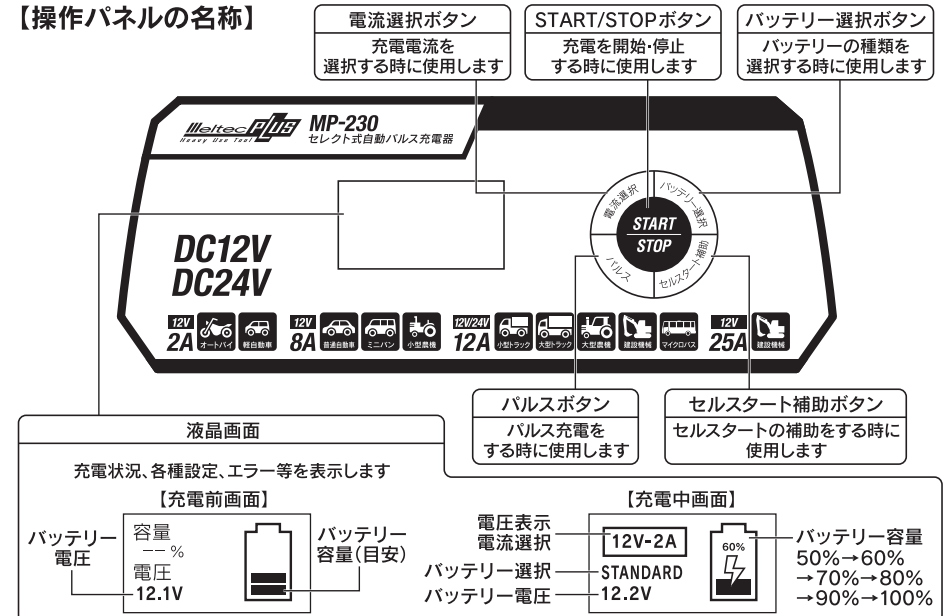 【操作パネルの名称】
電流選択ボタン
充電電流を
選択する時に使用します
START/STOPボタン
充電を開始・停止
する時に使用します
バッテリー選択ボタン
バッテリーの種類を
選択する時に使用します
Meltec Plus
Heavy Use Tool
MP-230
セレクト式自動パルス充電器
電流選択
バッテリー選択
START
STOP
パルス
セルスタート補助
DC12V
DC24V
12V
2A
オートバイ
軽自動車
12V
8A
普通自動車
ミニバン
小型農機
12V/24V
12A
小型トラック
大型トラック
大型農機
建設機械
マイクロバス
12V
25A
建設機械
パルスボタン
パルス充電を
する時に使用します
セルスタート補助ボタン
セルスタートの補助をする時に
使用します
液晶画面
充電状況、各種設定、エラー等を表示します
【充電前画面】
バッテリー
電圧
容量
--%
電圧
12.1V
バッテリー
容量(目安)
【充電中画面】
電圧表示
電流選択
バッテリー選択
バッテリー電圧
12V-2A
STANDARD
12.2V
60%
バッテリー容量
50%→60%
→70%→80%
→90%→100%